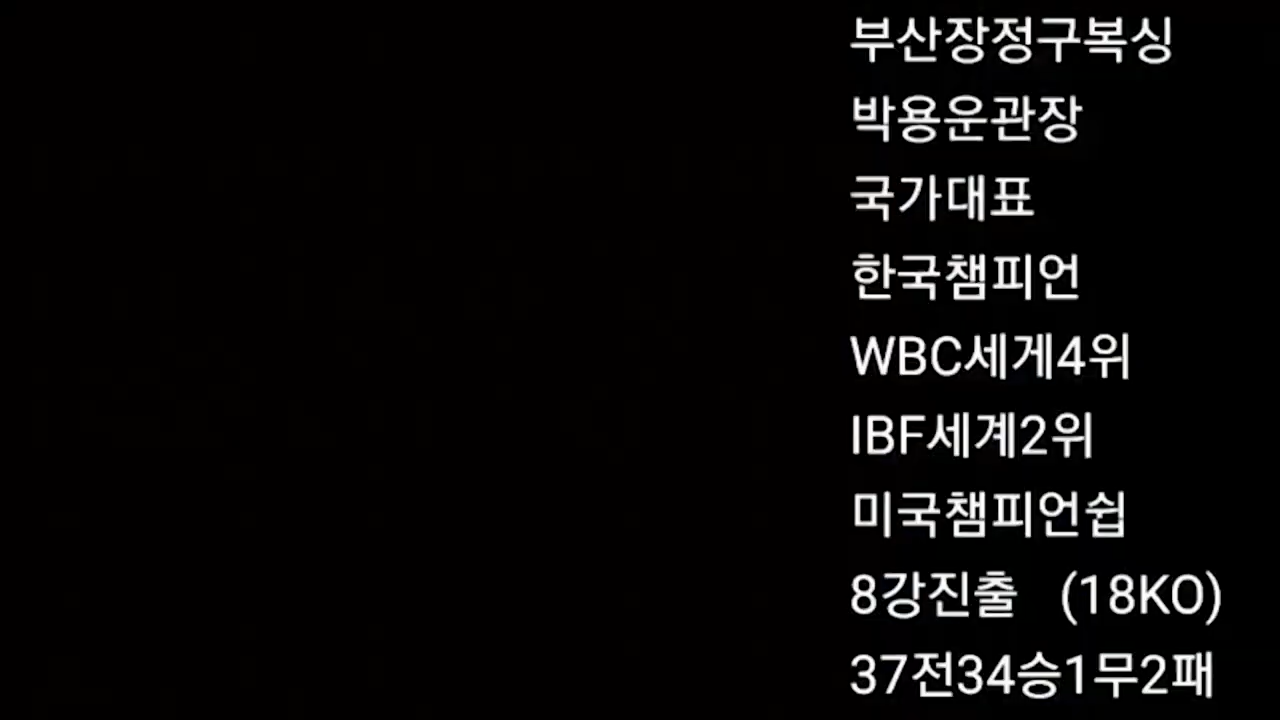 부산장정구복싱
박용운관장
국가대표
한국챔피언
WBC세게4위
IBF세계2위
미국챔피언쉽
8강진출 (18KO)
37전34승1무2패